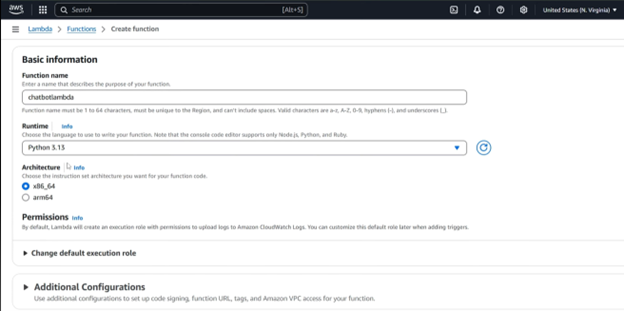 aws
Search [Alt+S] United States (N. Virginia)
Lambda > Functions > Create function
Basic information
Function name
Enter a name that describes the purpose of your function.
chatbotlambda
Function name must be 1 to 64 characters, must be unique to the Region, and can't include spaces. Valid characters are a-z, A-Z, 0-9, hyphens (-), and underscores (_).
Runtime Info
Choose the language to use to write your function. Note that the console code editor supports only Node.js, Python, and Ruby.
Python 3.13
Architecture Info
Choose the instruction set architecture you want for your function code.
x86_64
arm64
Permissions Info
By default, Lambda will create an execution role with permissions to upload logs to Amazon CloudWatch Logs. You can customize this default role later when adding triggers.
Change default execution role
Additional Configurations
Use additional configurations to set up code signing, function URL, tags, and Amazon VPC access for your function.